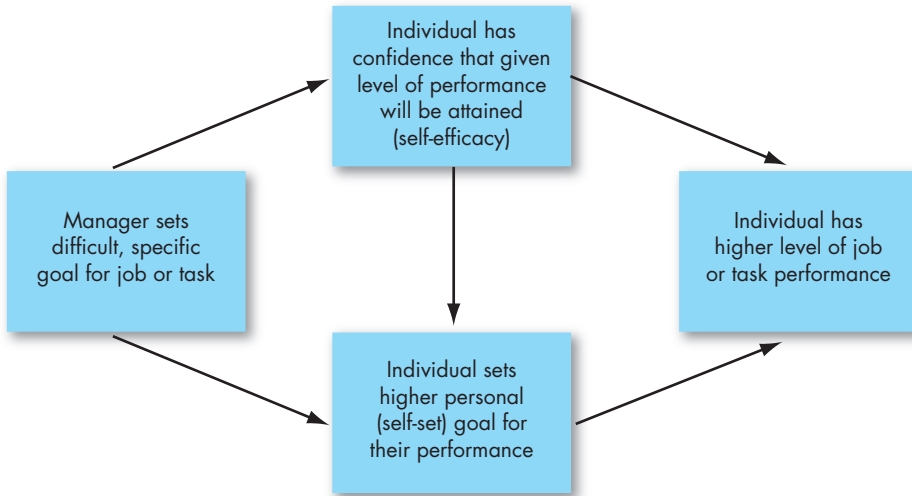 Individual has
confidence that given
level of performance
will be attained
(self-efficacy)
Manager sets
difficult, specific
goal for job or task
Individual has
higher level of job
or task performance
Individual sets
higher personal
(self-set) goal for
their performance